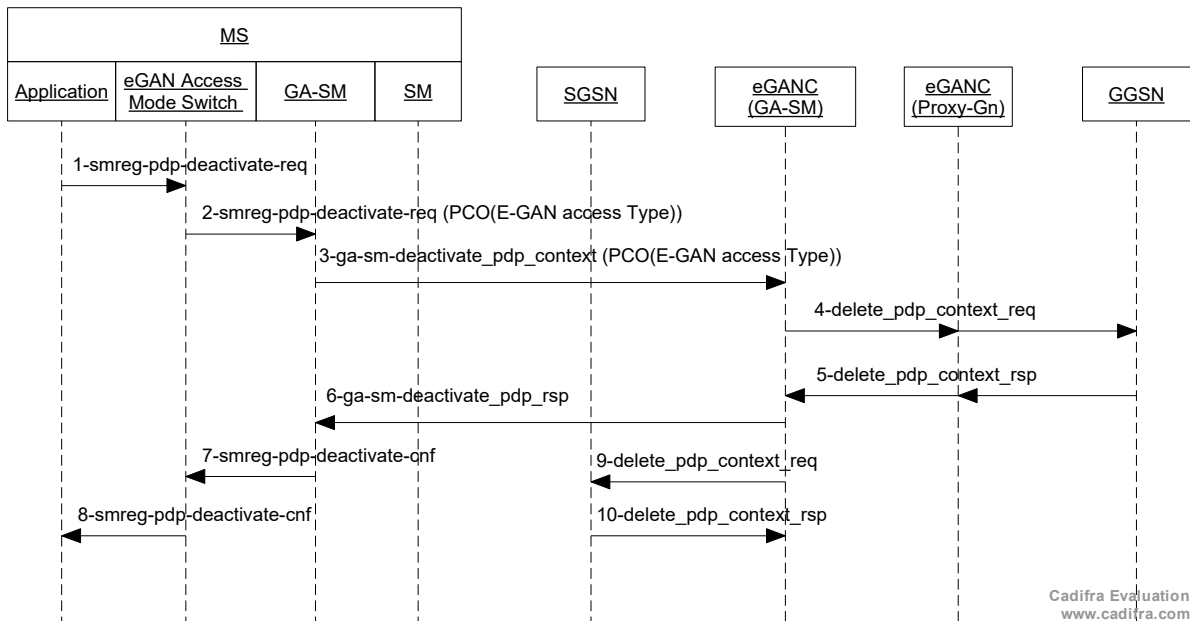 MS
Application
eGAN Access
Mode Switch
GA-SM
SM
SGSN
eGANC
(GA-SM)
eGANC
(Proxy-Gn)
GGSN
1-smreg-pdp-deactivate-req
2-smreg-pdp-deactivate-req (PCO(E-GAN access Type))
3-ga-sm-deactivate_pdp_context (PCO(E-GAN access Type))
4-delete_pdp_context_req
5-delete_pdp_context_rsp
6-ga-sm-deactivate_pdp_rsp
7-smreg-pdp-deactivate-cnf
9-delete_pdp_context_req
8-smreg-pdp-deactivate-cnf
10-delete_pdp_context_rsp
Cadifra Evaluation
www.cadifra.com